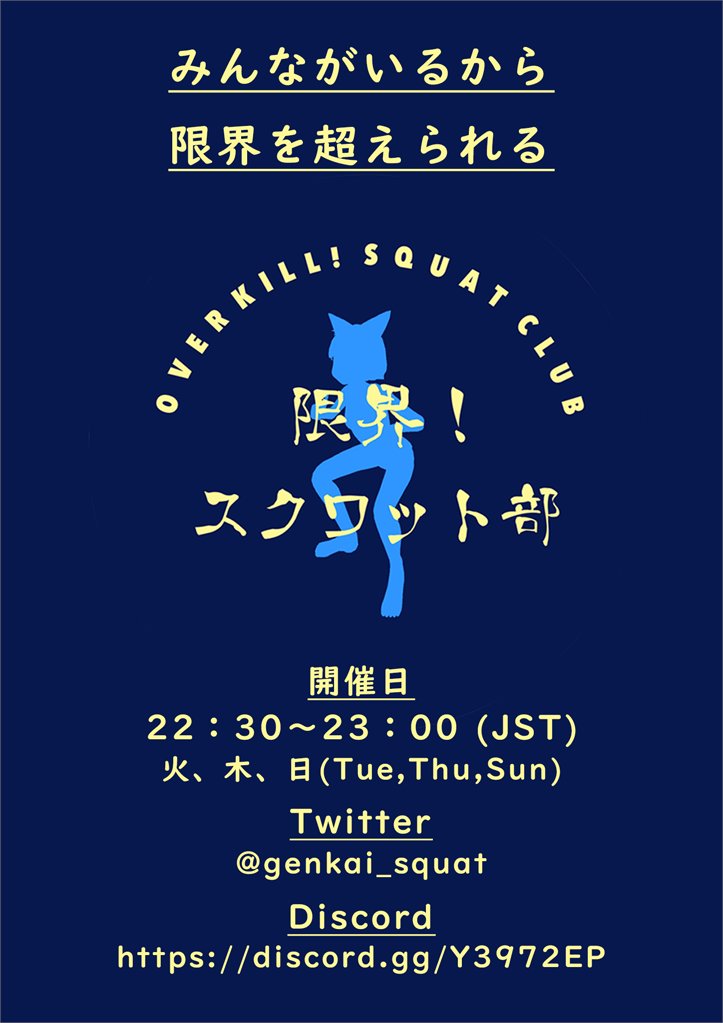 みんながいるから
限界を超えられる
OVERKILL! SQUAT CLUB
限界！
スクワット部
開催日
22：30～23：00 (JST)
火、木、日(Tue,Thu,Sun)
Twitter
@genkai_squat
Discord
https://discord.gg/Y3972EP